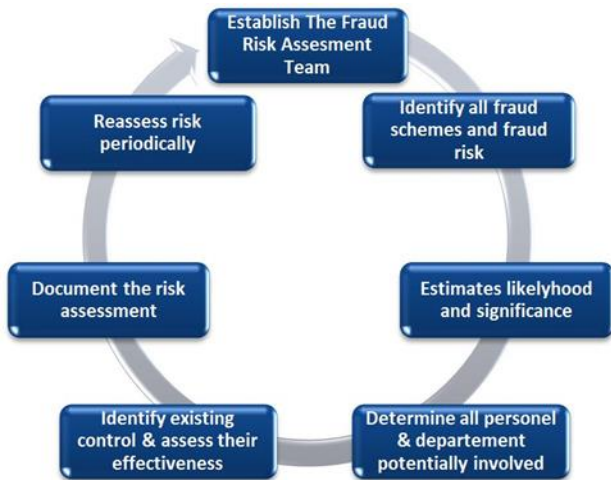 Establish The Fraud
Risk Assesment
Team
Identify all fraud
schemes and fraud
risk
Estimates likelyhood
and significance
Determine all personel
& departement
potentially involved
Identify existing
control & assess their
effectiveness
Document the risk
assessment
Reassess risk
periodically